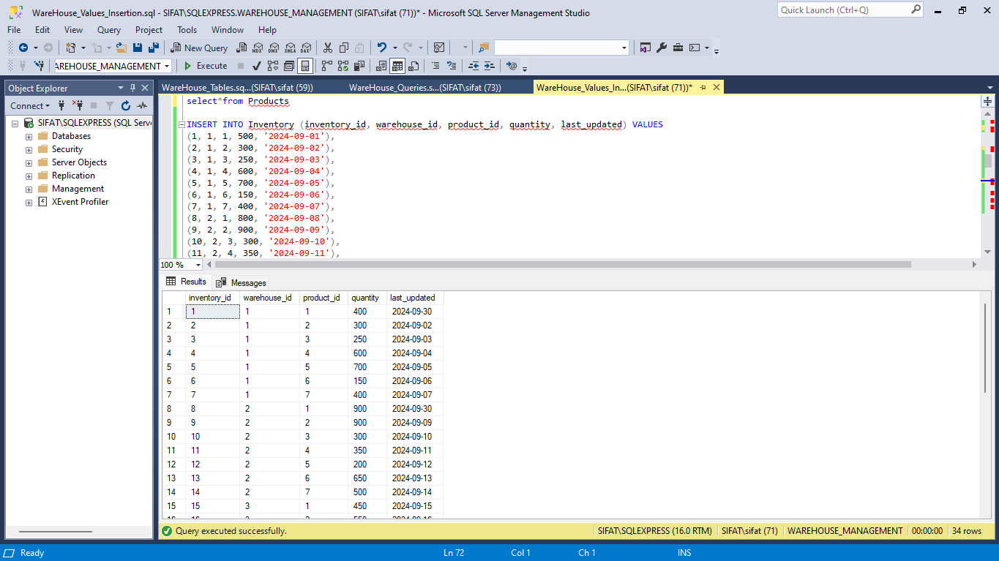 WareHouse_Values_Insertion.sql - SIFAT\SQLEXPRESS.WAREHOUSE_MANAGEMENT (SIFAT\sifat (71))* - Microsoft SQL Server Management Studio
Quick Launch (Ctrl+Q)
File Edit View Query Project Tools Window Help
New Query MDX DMX XMLA DAX
AREHOUSE_MANAGEMENT Execute
Object Explorer
WareHouse_Tables.sq...(SIFAT\sifat (59)) WareHouse_Queries.s...(SIFAT\sifat (73)) WareHouse_Values_In...(SIFAT\sifat (71))*
Connect
SIFAT\SQLEXPRESS (SQL Serve
Databases
Security
Server Objects
Replication
Management
XEvent Profiler
select*from Products
INSERT INTO Inventory (inventory_id, warehouse_id, product_id, quantity, last_updated) VALUES
(1, 1, 1, 500, '2024-09-01'),
(2, 1, 2, 300, '2024-09-02'),
(3, 1, 3, 250, '2024-09-03'),
(4, 1, 4, 600, '2024-09-04'),
(5, 1, 5, 700, '2024-09-05'),
(6, 1, 6, 150, '2024-09-06'),
(7, 1, 7, 400, '2024-09-07'),
(8, 2, 1, 800, '2024-09-08'),
(9, 2, 2, 900, '2024-09-09'),
(10, 2, 3, 300, '2024-09-10'),
(11, 2, 4, 350, '2024-09-11'),
100 %
Results Messages
inventory_id warehouse_id product_id quantity last_updated
1 1 1 1 400 2024-09-30
2 2 1 2 300 2024-09-02
3 3 1 3 250 2024-09-03
4 4 1 4 600 2024-09-04
5 5 1 5 700 2024-09-05
6 6 1 6 150 2024-09-06
7 7 1 7 400 2024-09-07
8 8 2 1 900 2024-09-30
9 9 2 2 900 2024-09-09
10 10 2 3 300 2024-09-10
11 11 2 4 350 2024-09-11
12 12 2 5 200 2024-09-12
13 13 2 6 650 2024-09-13
14 14 2 7 500 2024-09-14
15 15 3 1 450 2024-09-15
Query executed successfully. SIFAT\SQLEXPRESS (16.0 RTM) SIFAT\sifat (71) WAREHOUSE_MANAGEMENT 00:00:00 34 rows
Ready Ln 72 Col 1 Ch 1 INS